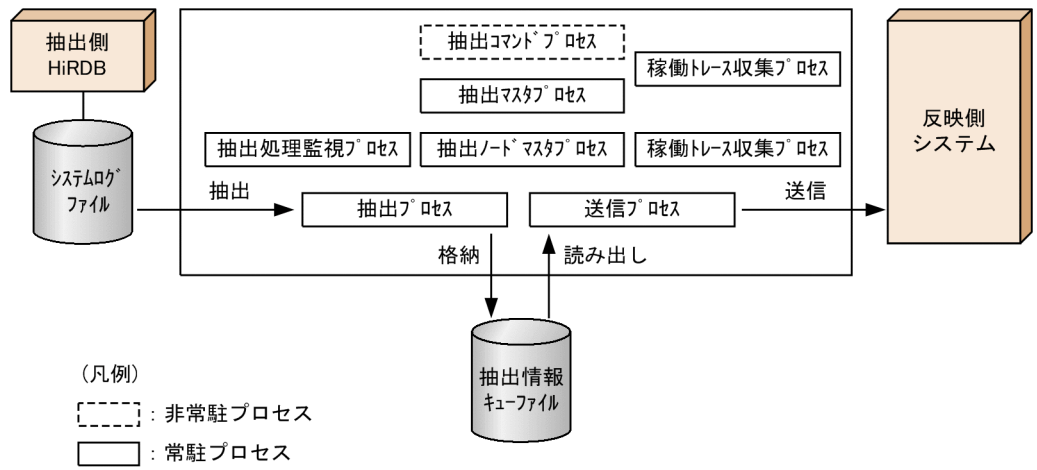 抽出側
HiRDB
抽出ｺﾏﾝﾄﾞﾌﾟﾛｾｽ
稼働ﾄﾚｰｽ収集ﾌﾟﾛｾｽ
抽出ﾏｽﾀﾌﾟﾛｾｽ
反映側
システム
抽出処理監視ﾌﾟﾛｾｽ
抽出ﾉｰﾄﾞﾏｽﾀﾌﾟﾛｾｽ
稼働ﾄﾚｰｽ収集ﾌﾟﾛｾｽ
ｼｽﾃﾑﾛｸﾞ
ﾌｧｲﾙ
抽出
抽出ﾌﾟﾛｾｽ
送信ﾌﾟﾛｾｽ
送信
格納
読み出し
抽出情報
ｷｭｰﾌｧｲﾙ
（凡例）
：非常駐プロセス
：常駐プロセス